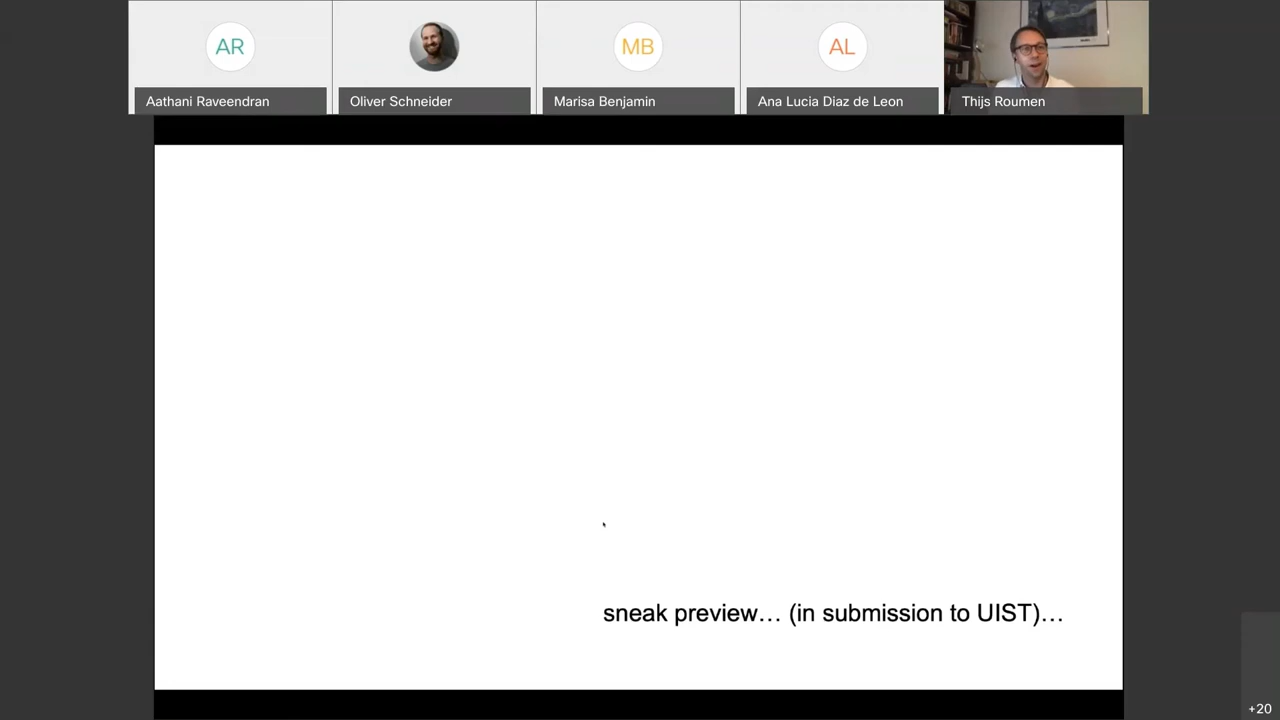 AR
MB
AL
Aathani Raveendran
Oliver Schneider
Marisa Benjamin
Ana Lucia Diaz de Leon
Thijs Roumen
sneak preview… (in submission to UIST)…
+20